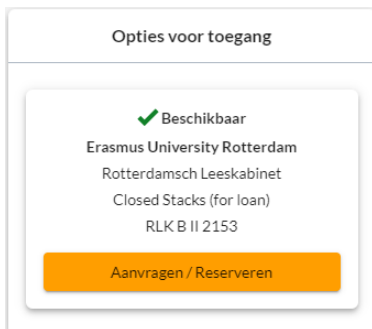 Opties voor toegang
Beschikbaar
Erasmus University Rotterdam
Rotterdamsch Leeskabinet
Closed Stacks (for loan)
RLK B II 2153
Aanvragen / Reserveren